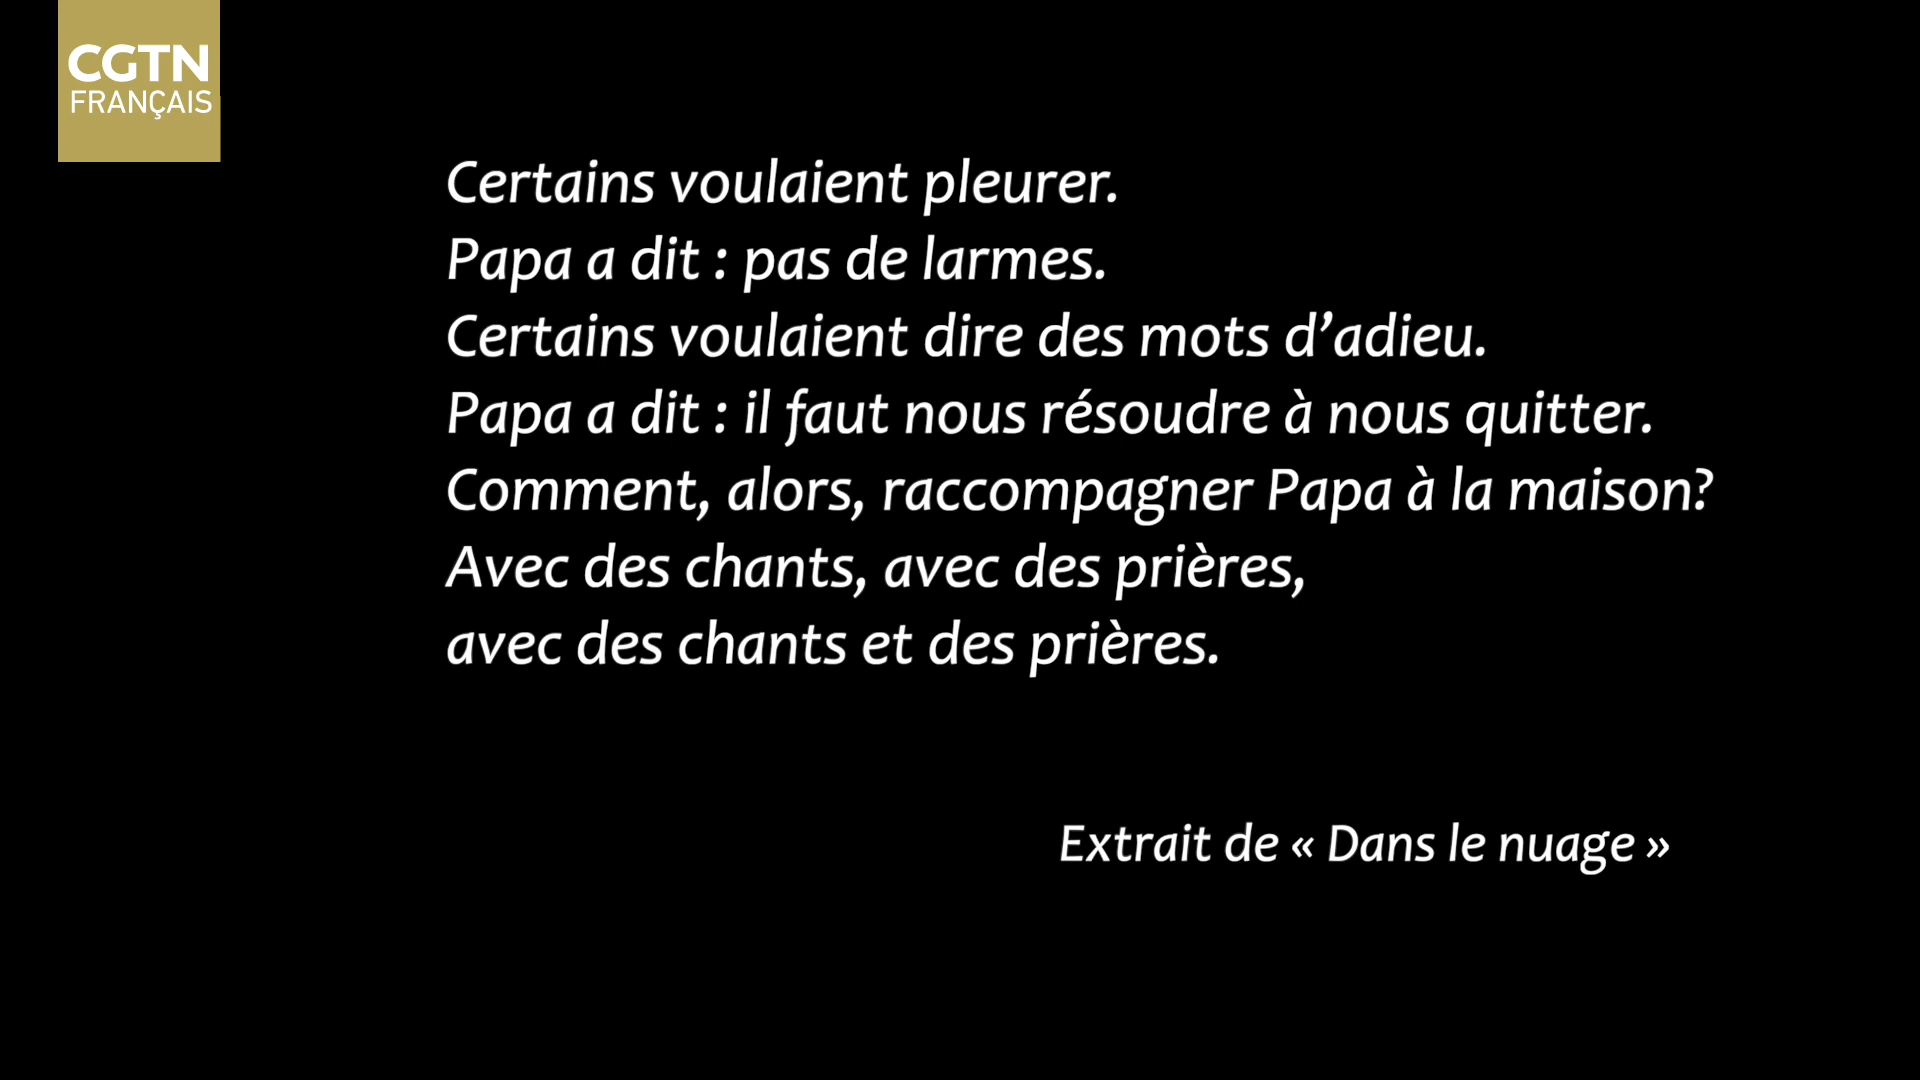 CGTN
FRANÇAIS
Certains voulaient pleurer.
Papa a dit : pas de larmes.
Certains voulaient dire des mots d’adieu.
Papa a dit : il faut nous résoudre à nous quitter.
Comment, alors, raccompagner Papa à la maison?
Avec des chants, avec des prières,
avec des chants et des prières.
Extrait de « Dans le nuage »